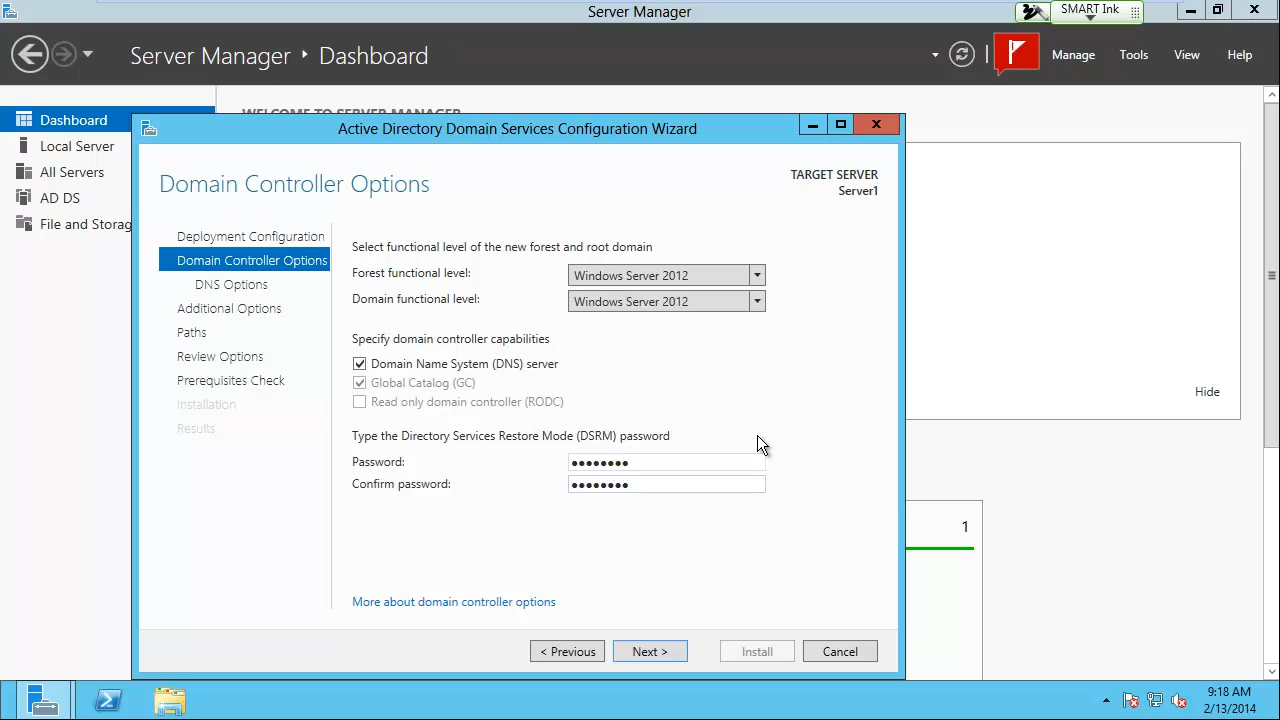 Server Manager
SMART Ink
Server Manager ‣ Dashboard
Manage Tools View Help
Dashboard
Local Server
All Servers
AD DS
File and Storag
WELCOME TO SERVER MANAGER
Hide
1
Active Directory Domain Services Configuration Wizard
Domain Controller Options
TARGET SERVER
Server1
Deployment Configuration
Domain Controller Options
DNS Options
Additional Options
Paths
Review Options
Prerequisites Check
Installation
Results
Select functional level of the new forest and root domain
Forest functional level: Windows Server 2012
Domain functional level: Windows Server 2012
Specify domain controller capabilities
Domain Name System (DNS) server
Global Catalog (GC)
Read only domain controller (RODC)
Type the Directory Services Restore Mode (DSRM) password
Password: ●●●●●●●●
Confirm password: ●●●●●●●●
More about domain controller options
< Previous Next > Install Cancel
9:18 AM
2/13/2014